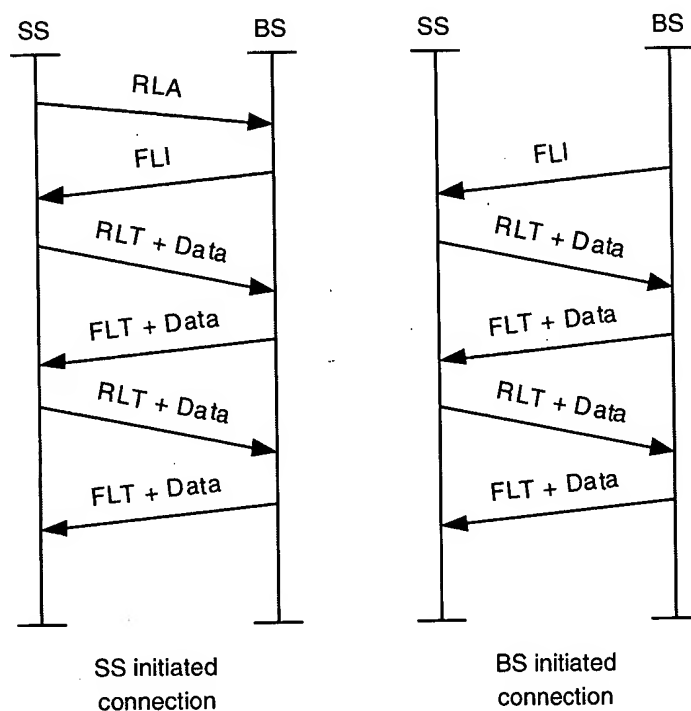 SS
BS
RLA
FLI
RLT + Data
FLT + Data
RLT + Data
FLT + Data
SS initiated
connection
SS
BS
FLI
RLT + Data
FLT + Data
RLT + Data
FLT + Data
BS initiated
connection